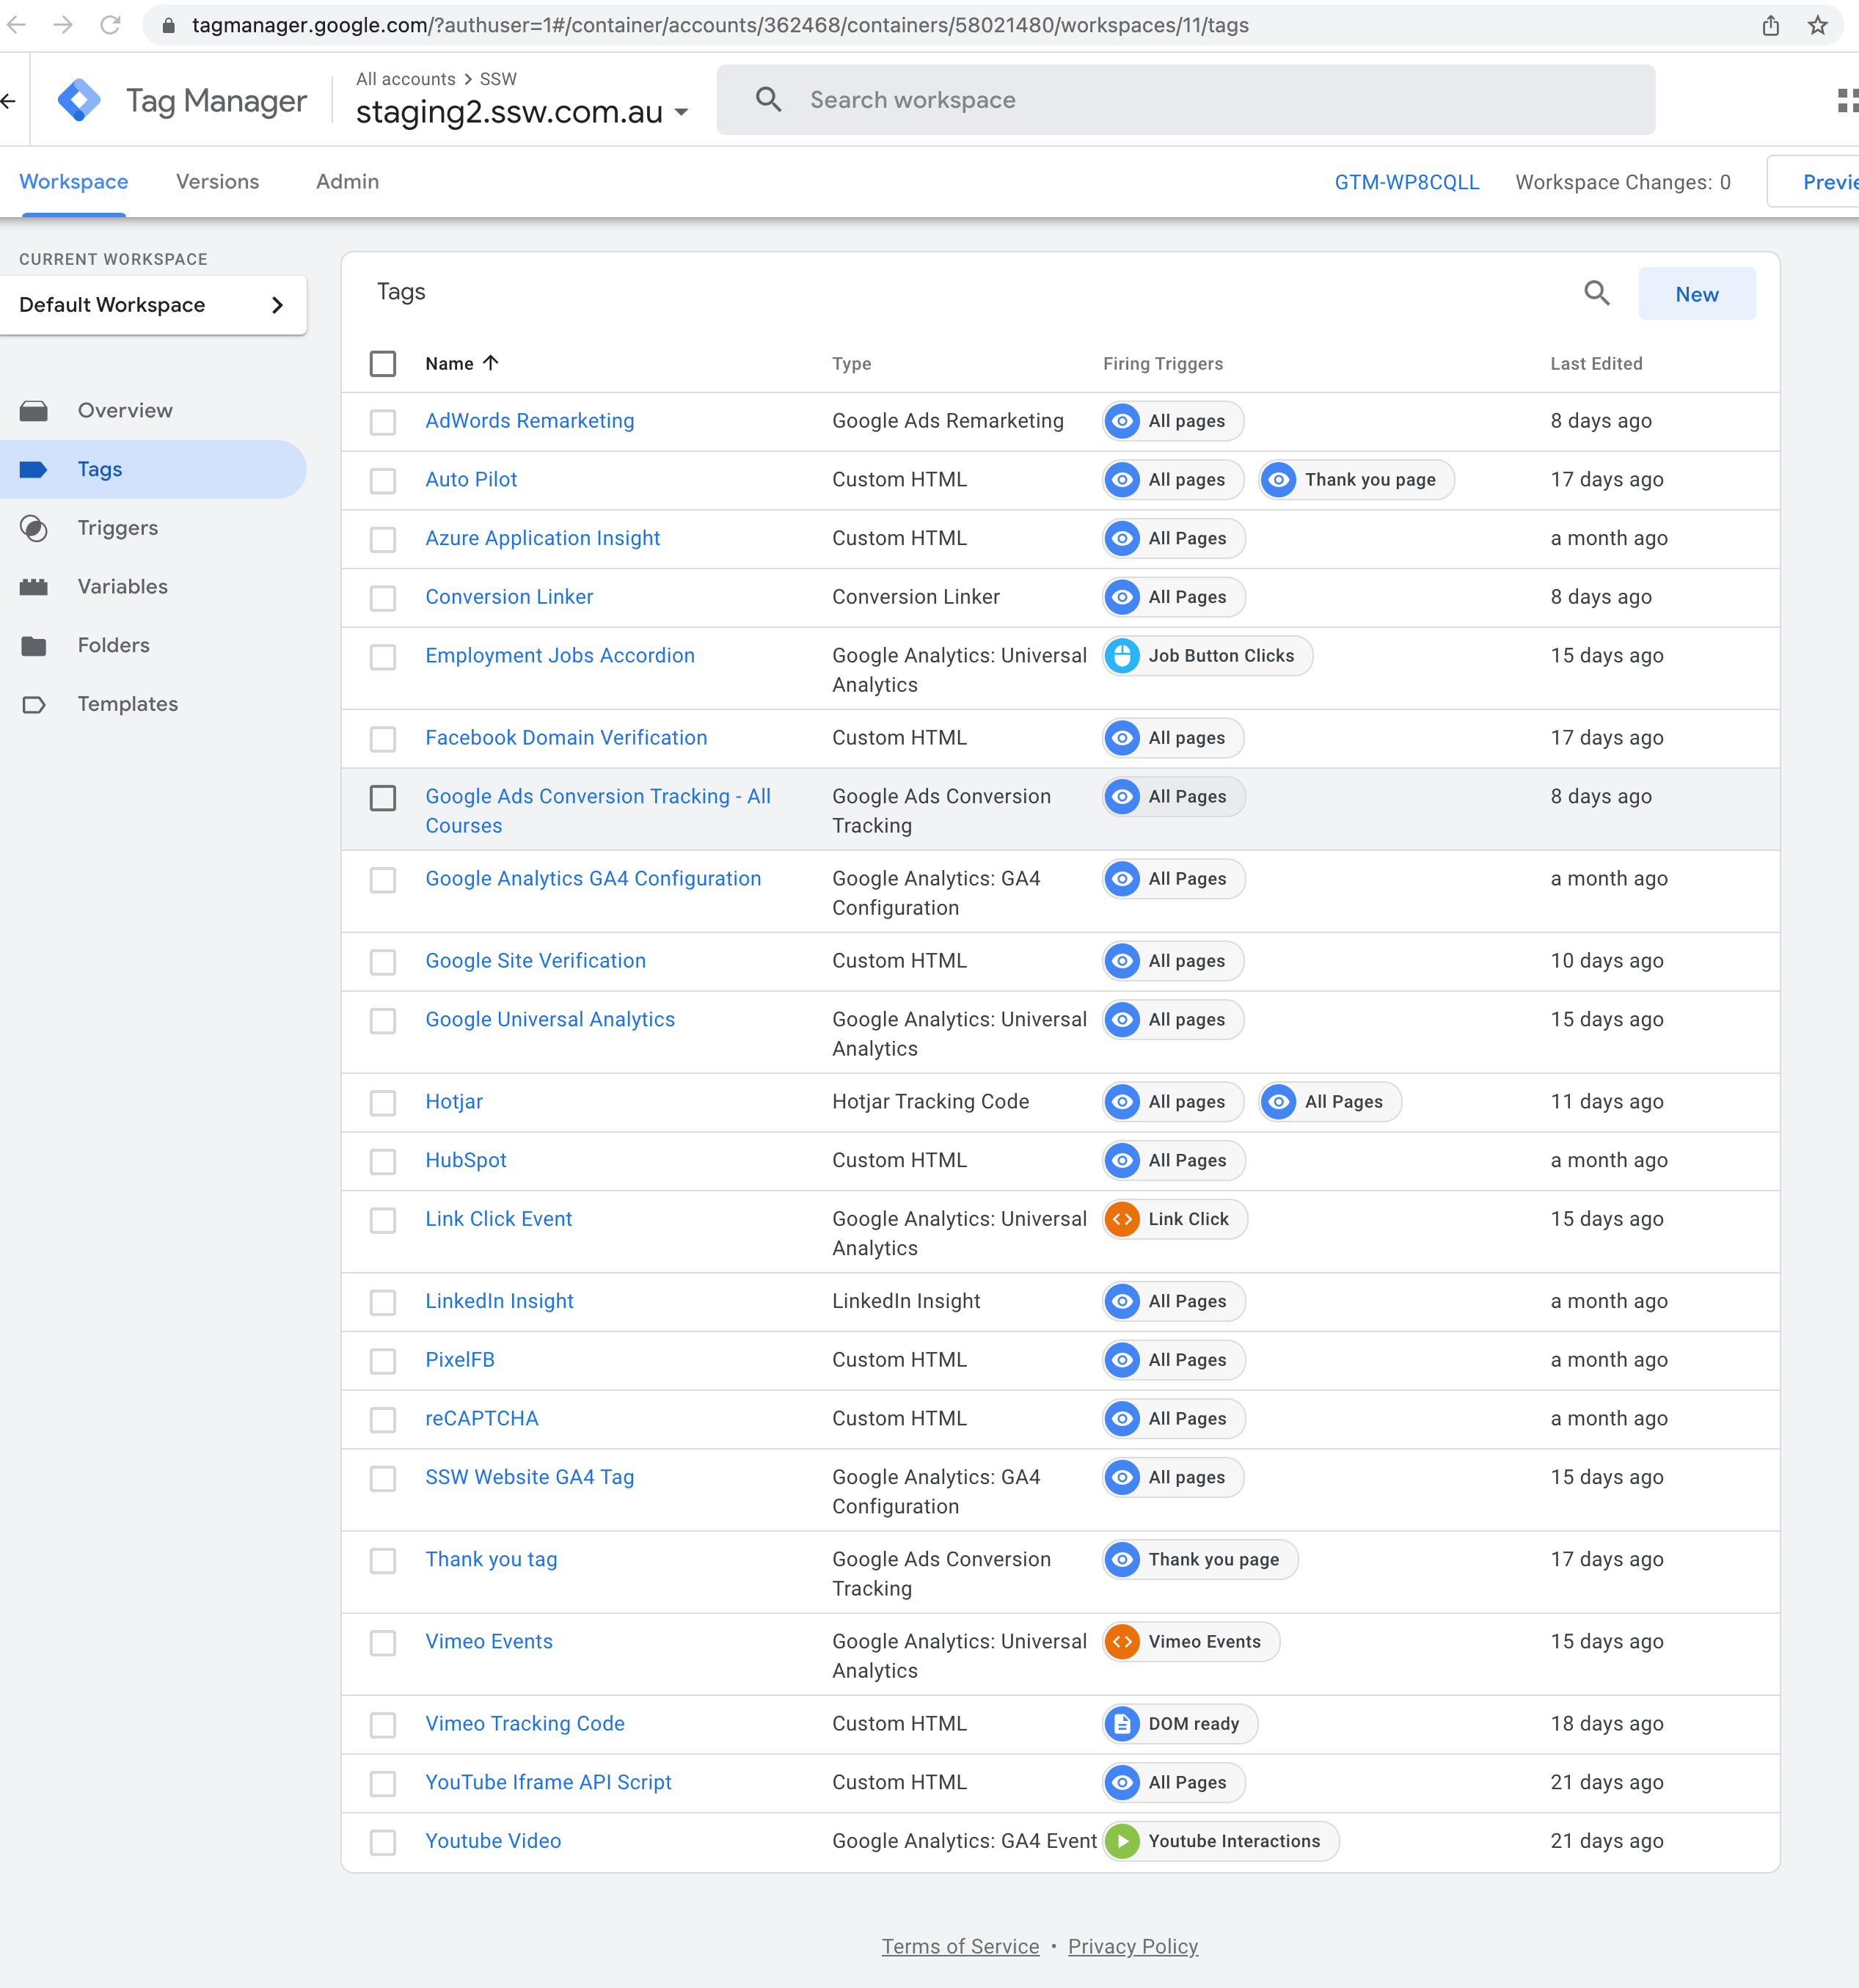 tagmanager.google.com/?authuser=1#/container/accounts/362468/containers/58021480/workspaces/11/tags
Tag Manager
All accounts > SSW
staging2.ssw.com.au
Search workspace
Workspace Versions Admin
GTM-WP8CQLL Workspace Changes: 0
CURRENT WORKSPACE
Default Workspace
Overview
Tags
Triggers
Variables
Folders
Templates
Tags
New
Name Type Firing Triggers Last Edited
AdWords Remarketing Google Ads Remarketing All pages 8 days ago
Auto Pilot Custom HTML All pages Thank you page 17 days ago
Azure Application Insight Custom HTML All Pages a month ago
Conversion Linker Conversion Linker All Pages 8 days ago
Employment Jobs Accordion Google Analytics: Universal Job Button Clicks 15 days ago
Analytics
Facebook Domain Verification Custom HTML All pages 17 days ago
Google Ads Conversion Tracking - All Google Ads Conversion All Pages 8 days ago
Courses Tracking
Google Analytics GA4 Configuration Google Analytics: GA4 All Pages a month ago
Configuration
Google Site Verification Custom HTML All pages 10 days ago
Google Universal Analytics Google Analytics: Universal All pages 15 days ago
Analytics
Hotjar Hotjar Tracking Code All pages All Pages 11 days ago
HubSpot Custom HTML All Pages a month ago
Link Click Event Google Analytics: Universal Link Click 15 days ago
Analytics
LinkedIn Insight LinkedIn Insight All Pages a month ago
PixelFB Custom HTML All Pages a month ago
reCAPTCHA Custom HTML All Pages a month ago
SSW Website GA4 Tag Google Analytics: GA4 All pages 15 days ago
Configuration
Thank you tag Google Ads Conversion Thank you page 17 days ago
Tracking
Vimeo Events Google Analytics: Universal Vimeo Events 15 days ago
Analytics
Vimeo Tracking Code Custom HTML DOM ready 18 days ago
YouTube Iframe API Script Custom HTML All Pages 21 days ago
Youtube Video Google Analytics: GA4 Event Youtube Interactions 21 days ago
Terms of Service • Privacy Policy